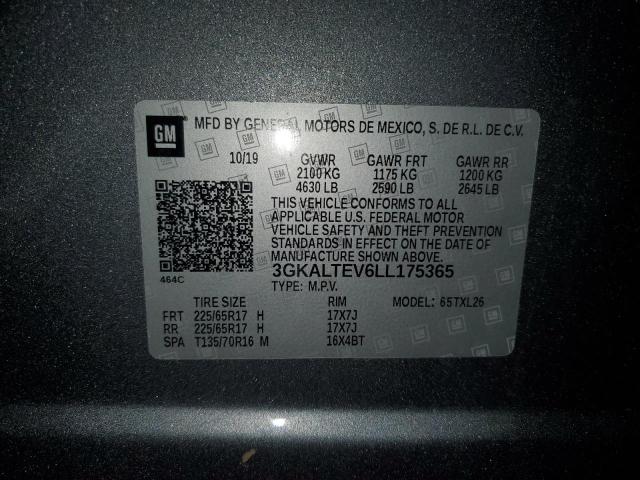 GM MFD BY GENERAL MOTORS DE MEXICO, S. DE R.L. DE C.V.
10/19 GVWR GAWR FRT GAWR RR
2100 KG 1175 KG 1200 KG
4630 LB 2590 LB 2645 LB
THIS VEHICLE CONFORMS TO ALL
APPLICABLE U.S. FEDERAL MOTOR
VEHICLE SAFETY AND THEFT PREVENTION
STANDARDS IN EFFECT ON THE DATE OF
MANUFACTURE SHOWN ABOVE.
464C 3GKALTEV6LL175365
TYPE: M.P.V.
TIRE SIZE RIM MODEL: 65TXL26
FRT 225/65R17 H 17X7J
RR 225/65R17 H 17X7J
SPA T135/70R16 M 16X4BT